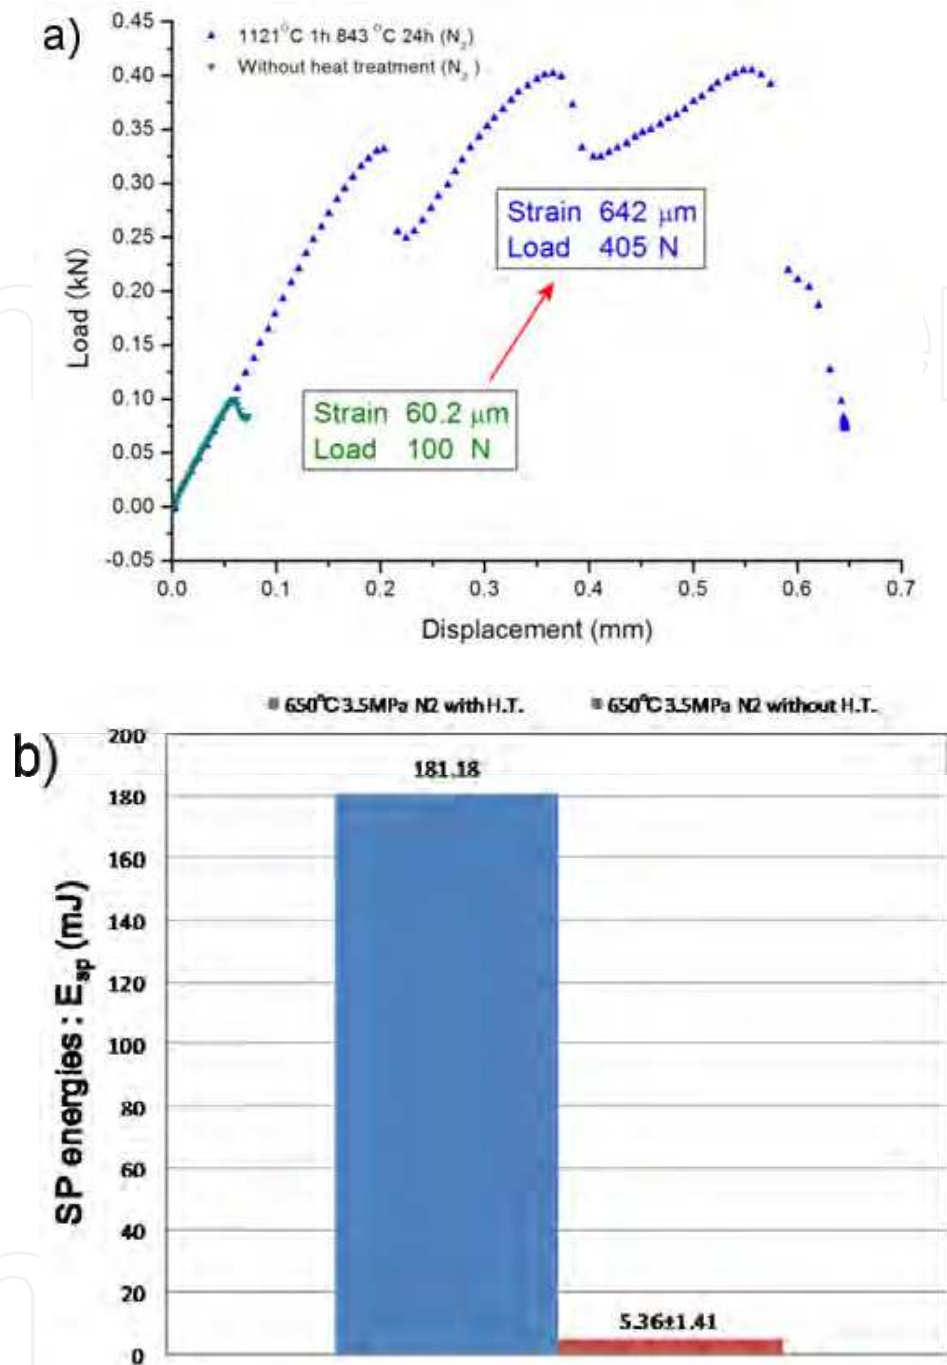 a)
0.45
0.40
0.35
0.30
0.25
0.20
0.15
0.10
0.05
0.00
-0.05
Load (kN)
1121°C 1h 843 °C 24h (N₂)
Without heat treatment (N₂ )
Strain 642 μm
Load 405 N
Strain 60.2 μm
Load 100 N
0.0 0.1 0.2 0.3 0.4 0.5 0.6 0.7
Displacement (mm)
b)
650°C 3.5MPa N2 with H.T. 650°C 3.5MPa N2 without H.T.
SP energies : E_sp (mJ)
200
180
160
140
120
100
80
60
40
20
0
181.18
5.36±1.41